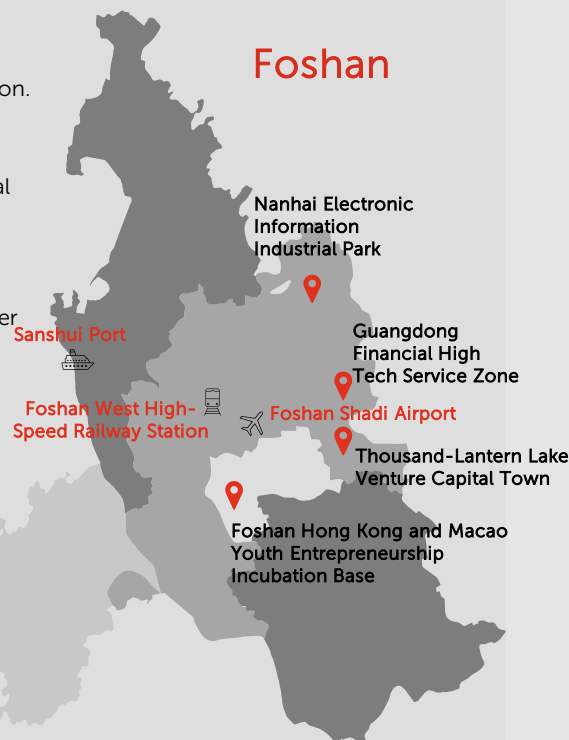 Foshan
on.
al
Nanhai Electronic
Information
Industrial Park
er
Sanshui Port
Guangdong
Financial High
Tech Service Zone
Foshan West High-
Speed Railway Station
Foshan Shadi Airport
Thousand-Lantern Lake
Venture Capital Town
Foshan Hong Kong and Macao
Youth Entrepreneurship
Incubation Base